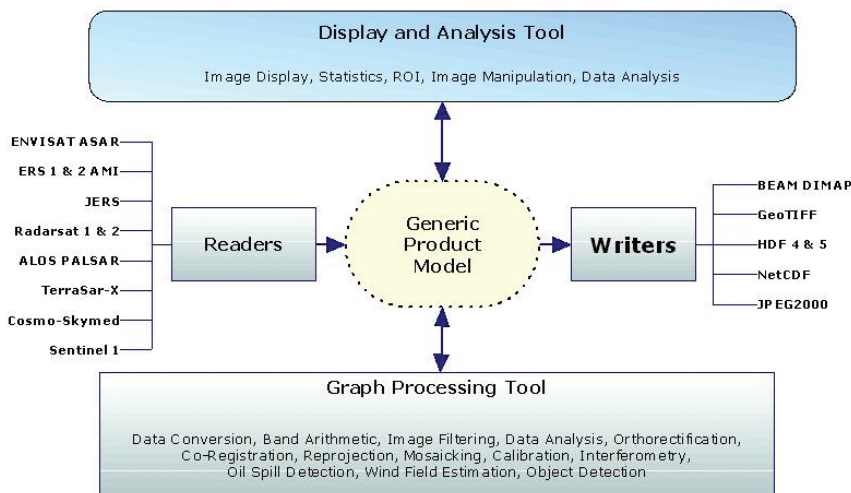 Display and Analysis Tool
Image Display, Statistics, ROI, Image Manipulation, Data Analysis
ENVISAT ASAR
ERS 1 & 2 AMI
JERS
Radarsat 1 & 2
ALOS PALSAR
TerraSar-X
Cosmo-Skymed
Sentinel 1
Readers
Generic
Product
Model
Writers
BEAM DIMAP
GeoTIFF
HDF 4 & 5
NetCDF
JPEG2000
Graph Processing Tool
Data Conversion, Band Arithmetic, Image Filtering, Data Analysis, Orthorectification,
Co-Registration, Reprojection, Mosaicking, Calibration, Interferometry,
Oil Spill Detection, Wind Field Estimation, Object Detection